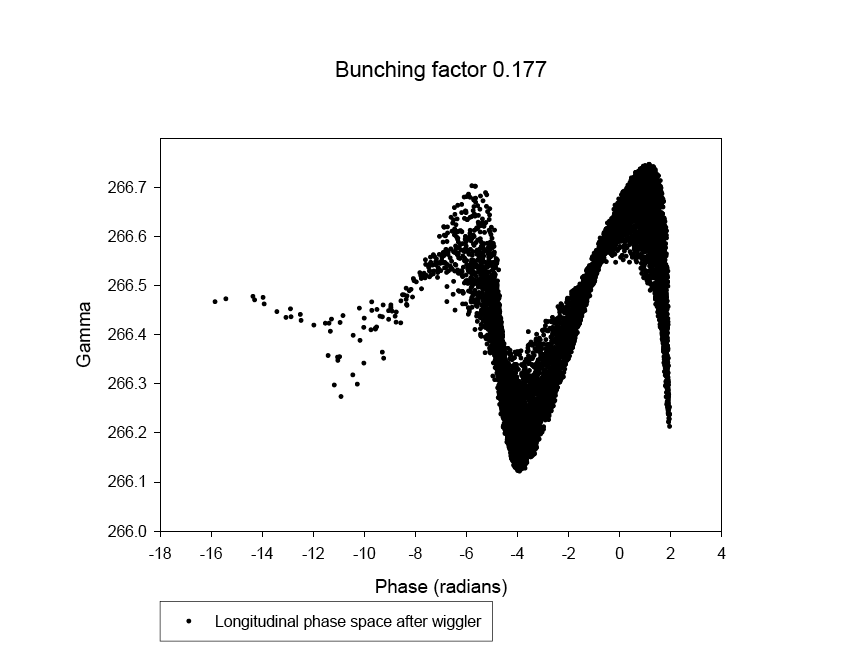 Bunching factor 0.177
266.7
266.6
266.5
266.4
266.3
266.2
266.1
266.0
Gamma
-18 -16 -14 -12 -10 -8 -6 -4 -2 0 2 4
Phase (radians)
Longitudinal phase space after wiggler